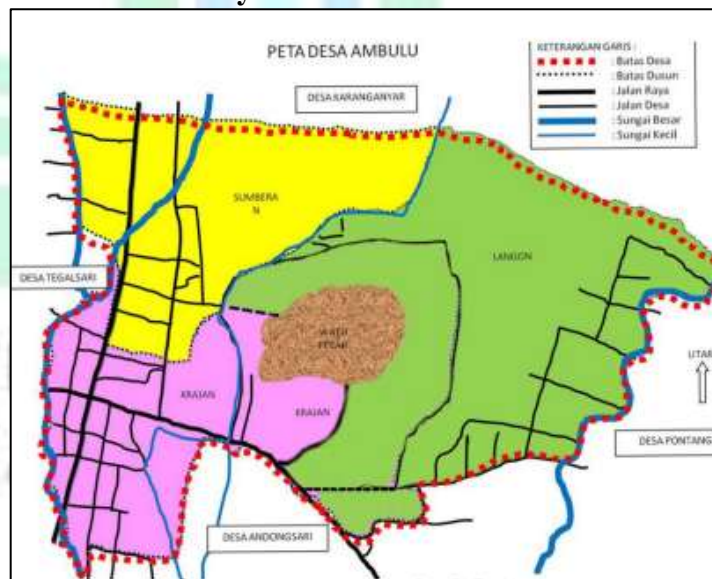 PETA DESA AMBULU
KETERANGAN GARIS :
: Batas Desa
: Batas Dusun
: Jalan Raya
: Jalan Desa
: Sungai Besar
: Sungai Kecil
DESA KARANGANYAR
SUMBERA
N
LANGON
DESA TEGALSARI
KRAJAN
KRAJAN
UTAR
DESA PONTANG
DESA ANDONGSARI